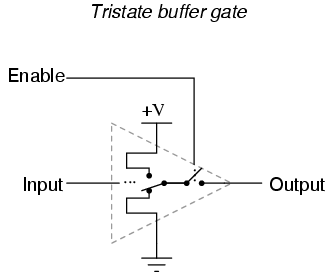 Tristate buffer gate
Enable
+V
Input
Output